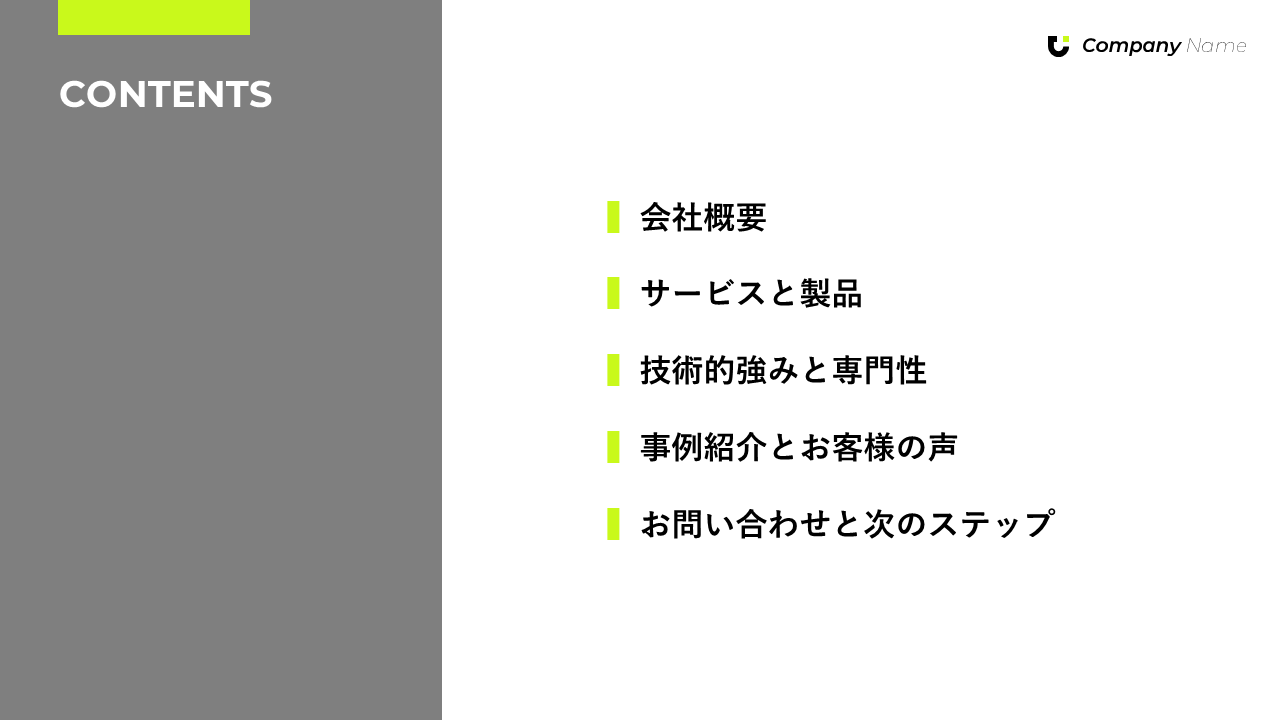 CONTENTS
Company Name
会社概要
サービスと製品
技術的強みと専門性
事例紹介とお客様の声
お問い合わせと次のステップ